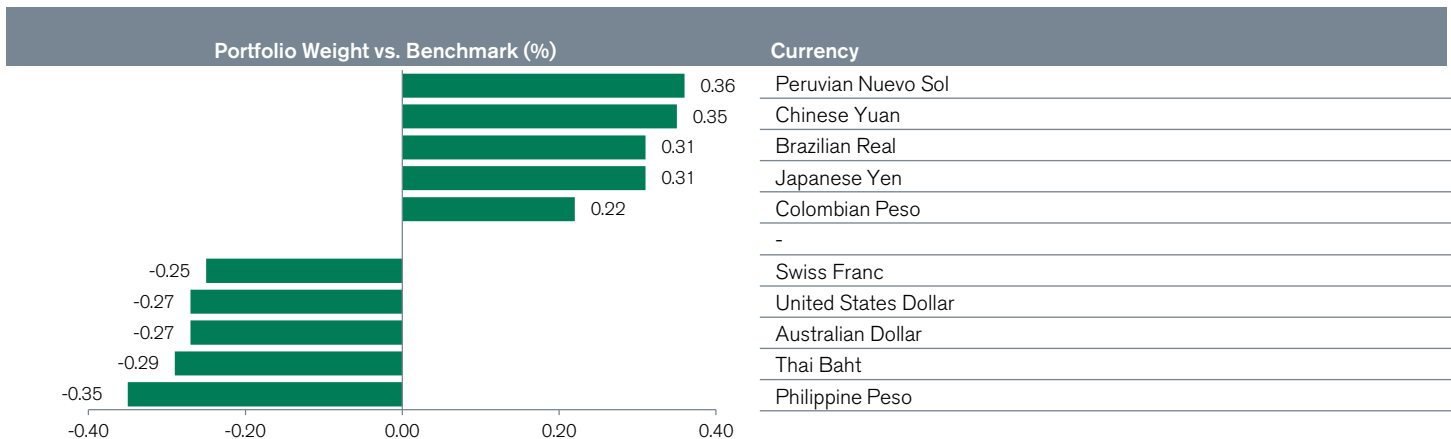 Portfolio Weight vs. Benchmark (%) Currency
0.36 Peruvian Nuevo Sol
0.35 Chinese Yuan
0.31 Brazilian Real
0.31 Japanese Yen
0.22 Colombian Peso
-
-0.25 Swiss Franc
-0.27 United States Dollar
-0.27 Australian Dollar
-0.29 Thai Baht
-0.35 Philippine Peso
-0.40 -0.20 0.00 0.20 0.40